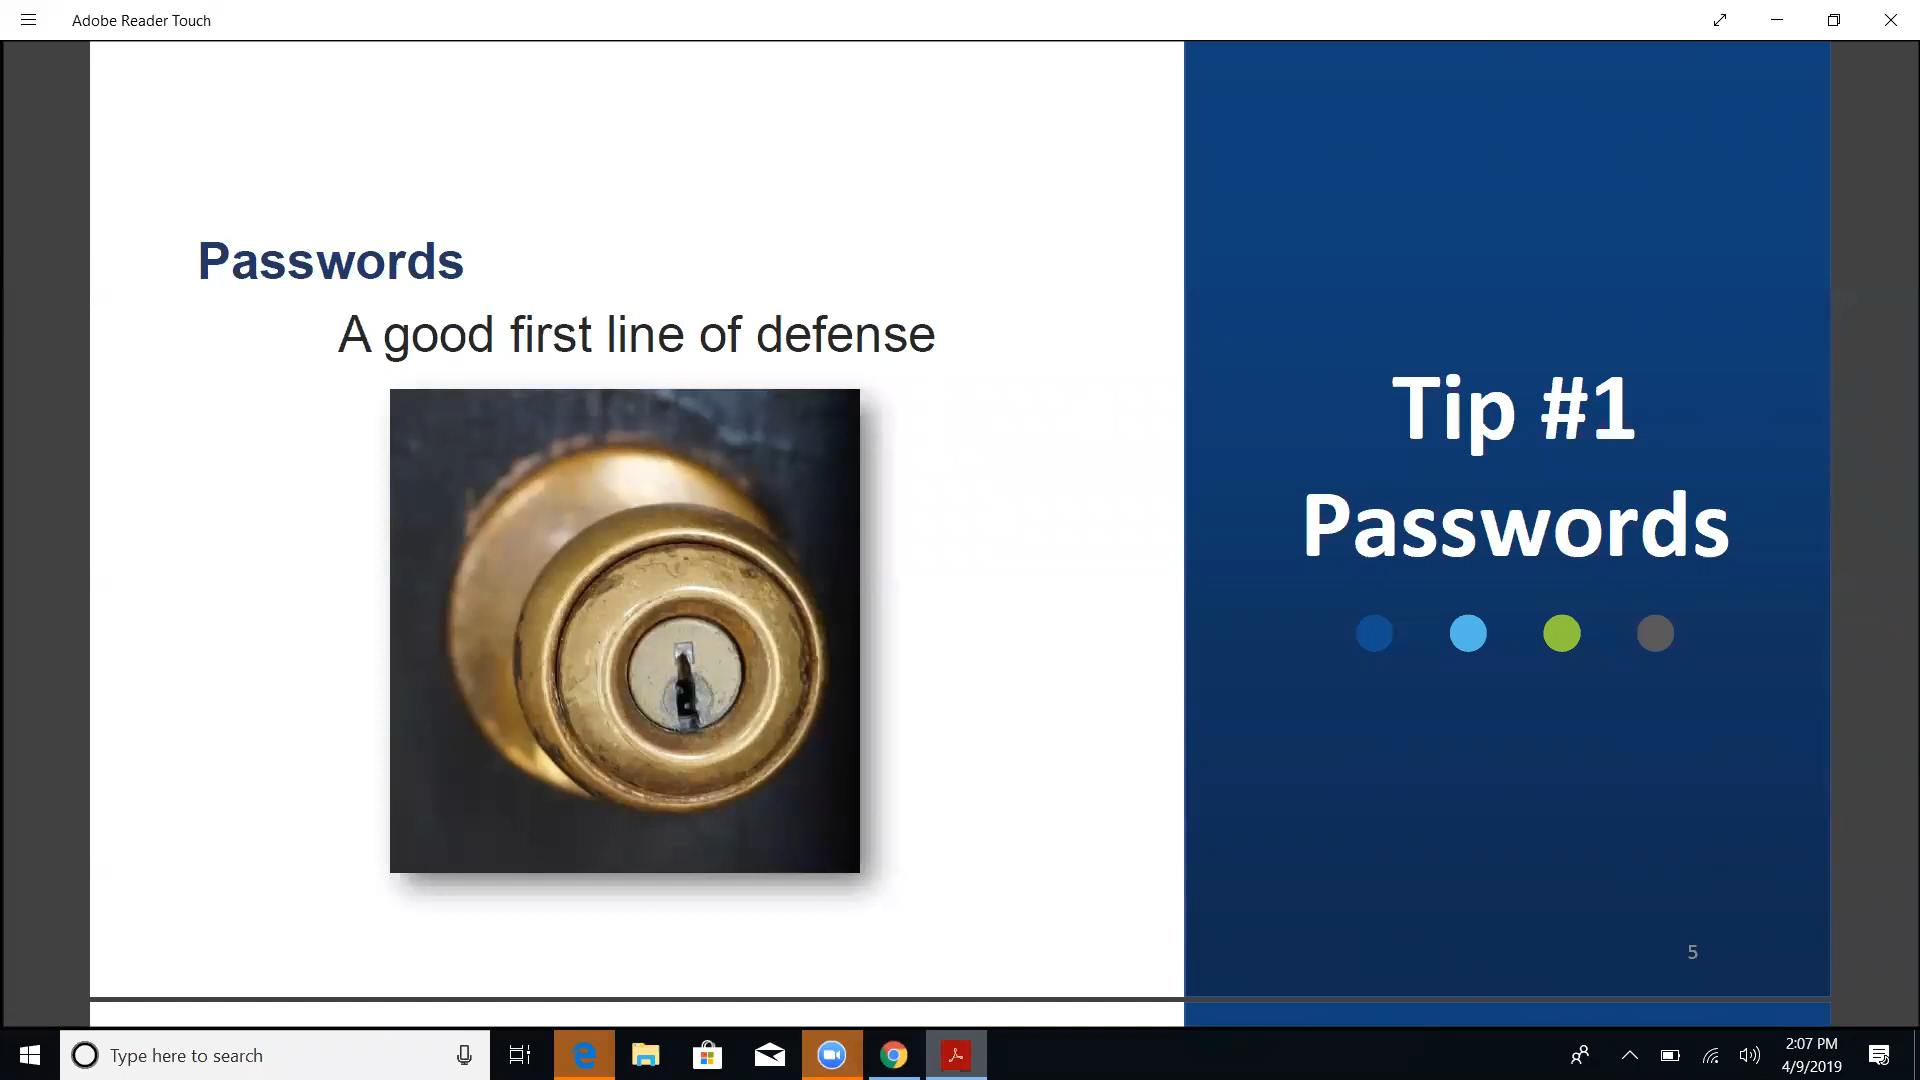 Adobe Reader Touch
Passwords
A good first line of defense
Tip #1
Passwords
5
Type here to search
2:07 PM
4/9/2019